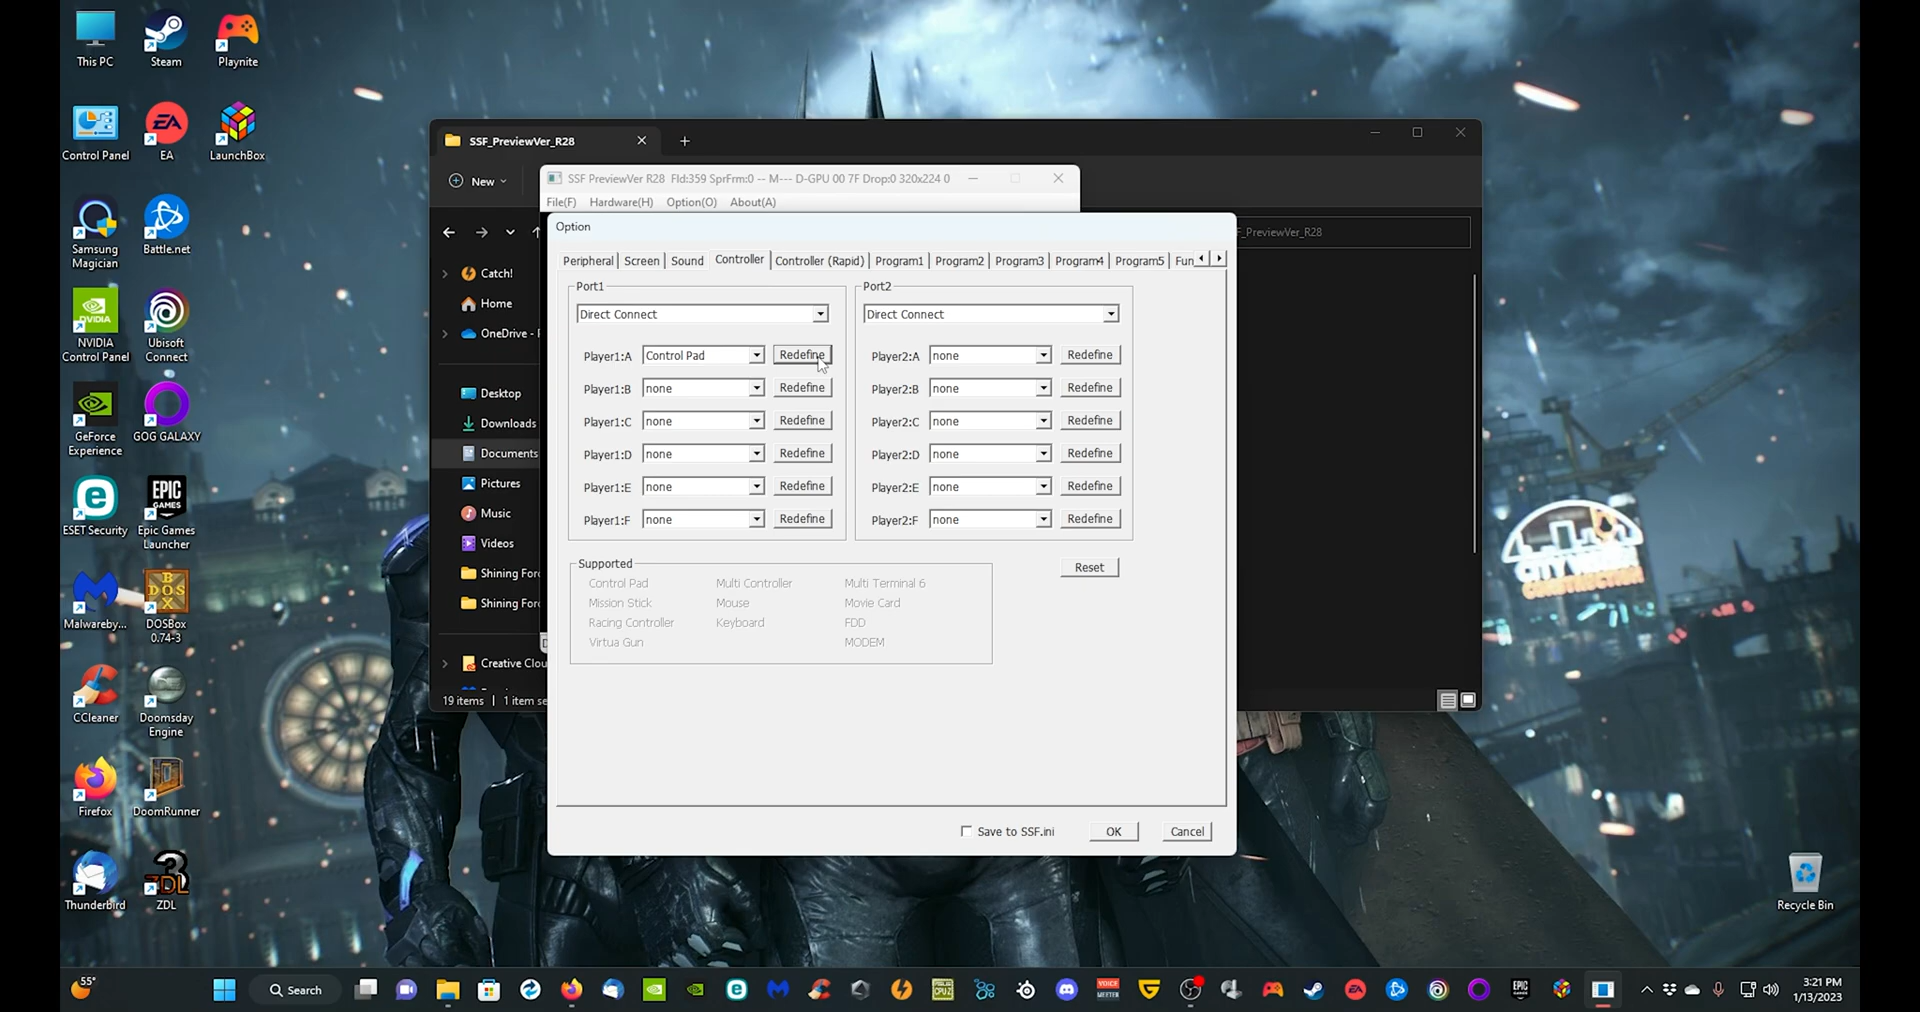 This PC
Steam
Playnite
Control Panel
EA
LaunchBox
Samsung
Magician
Battle.net
NVIDIA
Control Panel
Ubisoft
Connect
GeForce
Experience
GOG GALAXY
ESET Security
EPIC
GAMES
Epic Games
Launcher
Malwareby...
DOSBox
0.74-3
CCleaner
Doomsday
Engine
Firefox
DoomRunner
Thunderbird
ZDL
SSF_PreviewVer_R28
New
SSF PreviewVer R28 Fld:359 SprFrm:0 -- M--- D-GPU 00 7F Drop:0 320x224 0
File(F) Hardware(H) Option(O) About(A)
F_PreviewVer_R28
Catch!
Home
OneDrive -
Desktop
Downloads
Documents
Pictures
Music
Videos
Shining For
Shining For
Creative Clou
19 items 1 item se
Option
Peripheral Screen Sound Controller Controller (Rapid) Program1 Program2 Program3 Program4 Program5 Fun
Port1 Port2
Direct Connect Direct Connect
Player1:A Control Pad Redefine Player2:A none Redefine
Player1:B none Redefine Player2:B none Redefine
Player1:C none Redefine Player2:C none Redefine
Player1:D none Redefine Player2:D none Redefine
Player1:E none Redefine Player2:E none Redefine
Player1:F none Redefine Player2:F none Redefine
Supported
Reset
Control Pad Multi Controller Multi Terminal 6
Mission Stick Mouse Movie Card
Racing Controller Keyboard FDD
Virtua Gun MODEM
Save to SSF.ini OK Cancel
CITY WORKS
CONSTRUCTION
Recycle Bin
55°
Search
3:21 PM
1/13/2023